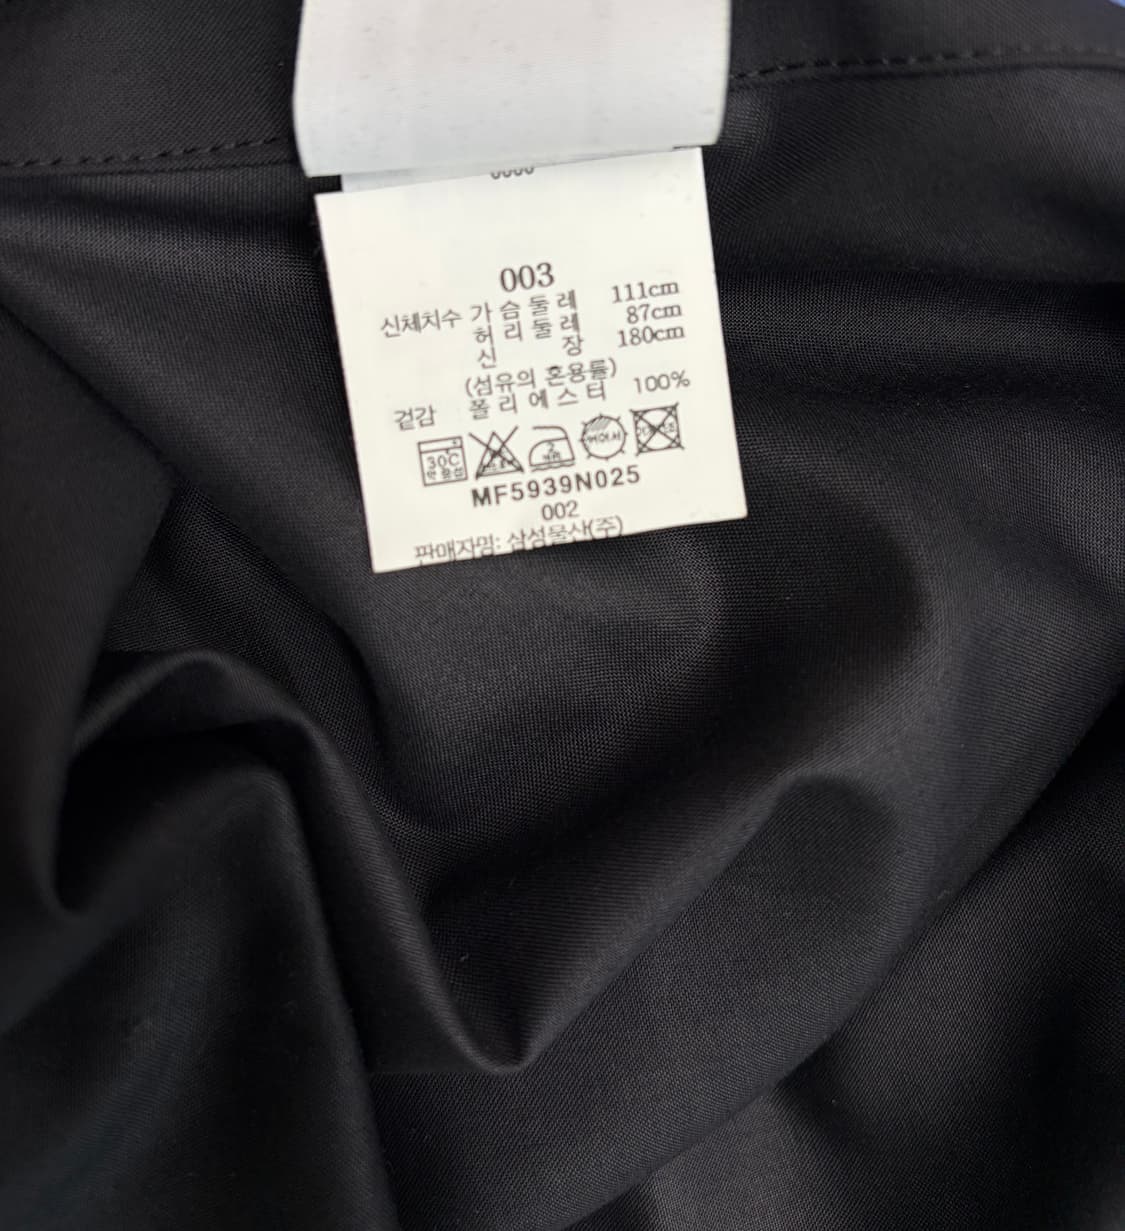 003
신체치수 가슴둘레 111cm
허리둘레 87cm
신장 180cm
(섬유의 혼용률)
겉감 폴리에스터 100%
30℃
2
MF5939N025
002
판매자명: 삼성물산(주)